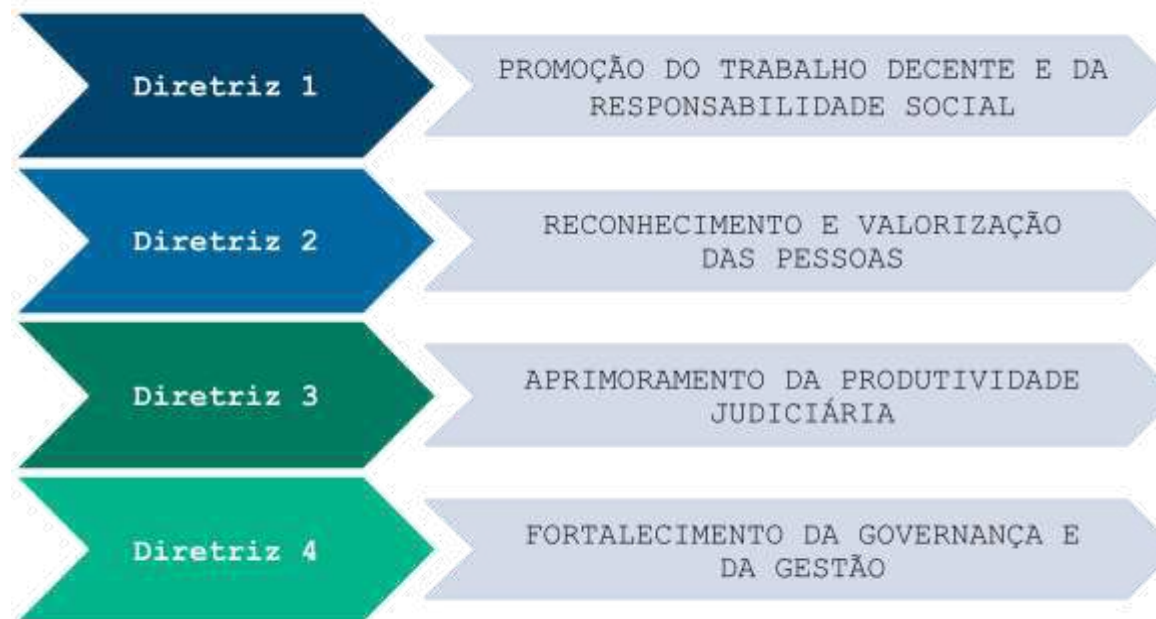 Diretriz 1
PROMOÇÃO DO TRABALHO DECENTE E DA
RESPONSABILIDADE SOCIAL
Diretriz 2
RECONHECIMENTO E VALORIZAÇÃO
DAS PESSOAS
Diretriz 3
APRIMORAMENTO DA PRODUTIVIDADE
JUDICIÁRIA
Diretriz 4
FORTALECIMENTO DA GOVERNANÇA E
DA GESTÃO